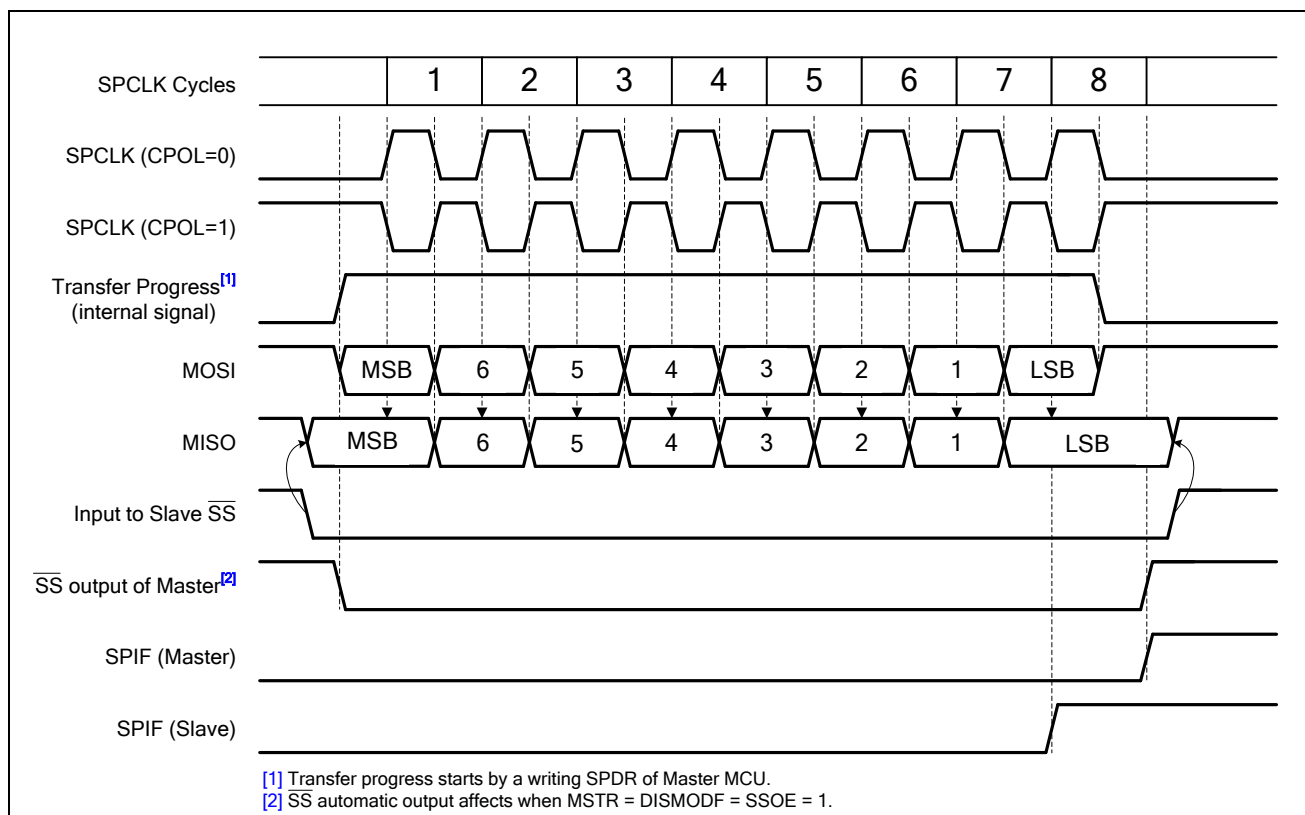 SPCLK Cycles
1 2 3 4 5 6 7 8
SPCLK (CPOL=0)
SPCLK (CPOL=1)
Transfer Progress[1]
(internal signal)
MOSI
MSB 6 5 4 3 2 1 LSB
MISO
MSB 6 5 4 3 2 1 LSB
Input to Slave S̅S̅
S̅S̅ output of Master[2]
SPIF (Master)
SPIF (Slave)
[1] Transfer progress starts by a writing SPDR of Master MCU.
[2] S̅S̅ automatic output affects when MSTR = DISMODF = SSOE = 1.